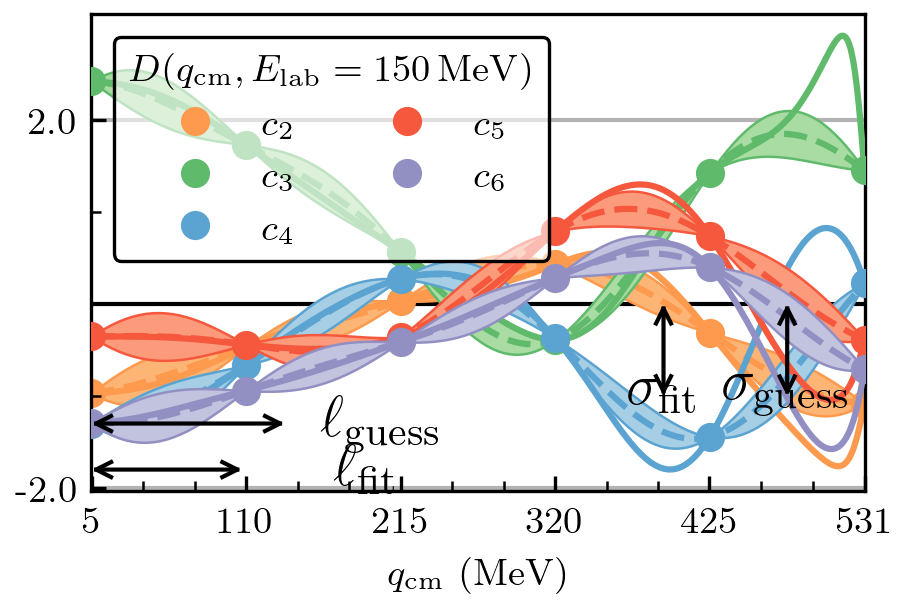 D(q_cm, E_lab = 150 MeV)
c_2 c_5
c_3 c_6
c_4
2.0
-2.0
σ_fit σ_guess
ℓ_guess
ℓ_fit
5 110 215 320 425 531
q_cm (MeV)